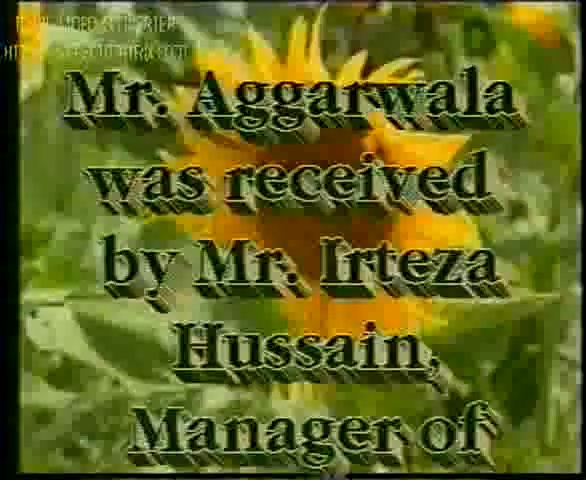 Mr. Aggarwala
was received
by Mr. Irteza
Hussain,
Manager of